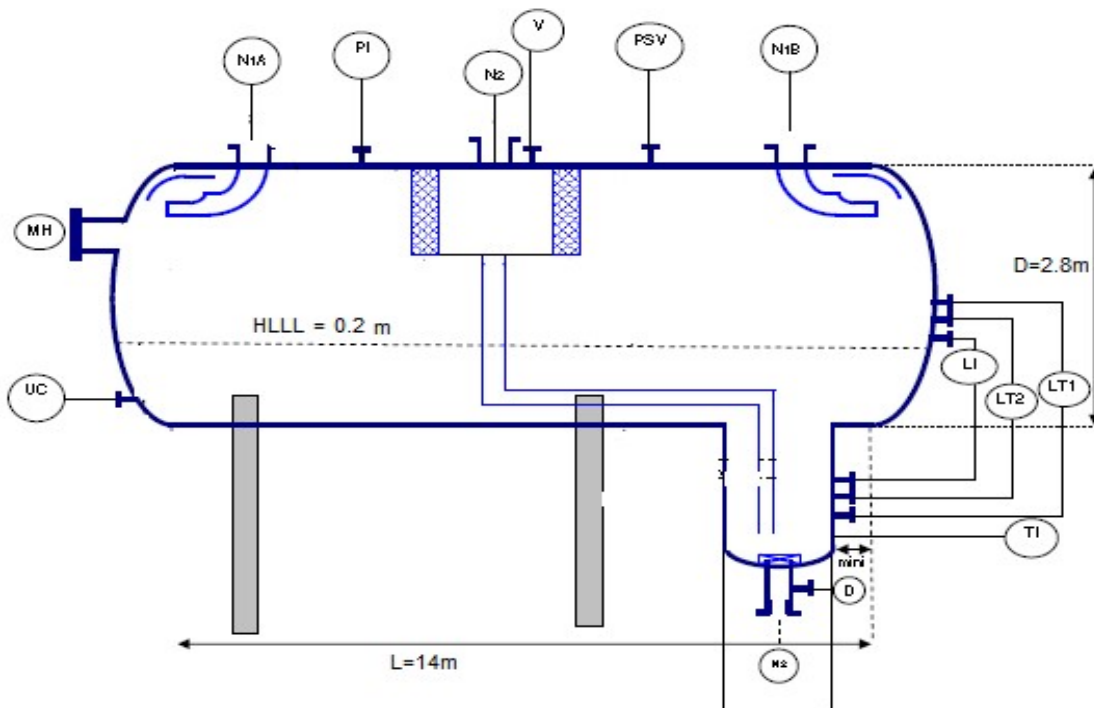 V
N1A
PI
N2
PSV
N1B
MH
D=2.8m
HLLL = 0.2 m
UC
LI
LT2
LT1
TI
mini
D
L=14m
N2